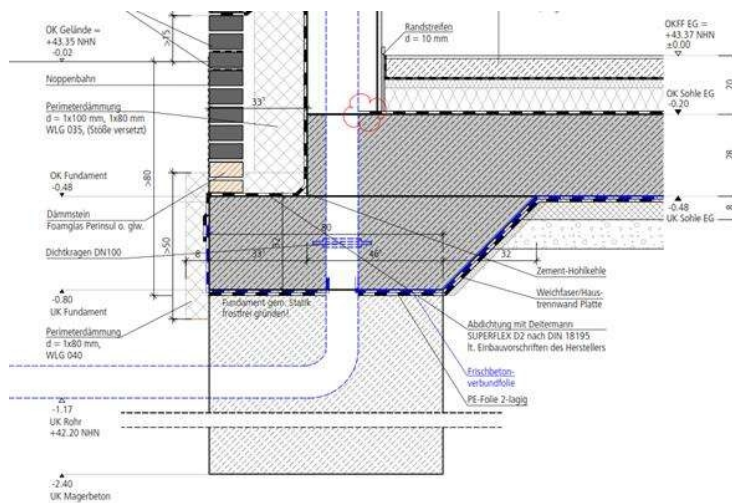 OK Gelände =
+43.35 NHN
-0.02
Noppenbahn
Perimeterdämmung
d = 1x100 mm, 1x80 mm
WLG 035, (Stöße versetzt)
OK Fundament
-0.48
Dämmstein
Foamglas Perinsul o. glw.
Dichtkragen DN100
-0.80
UK Fundament
Perimeterdämmung
d = 1x80 mm,
WLG 040
-1.17
UK Rohr
+42.20 NHN
-2.40
UK Magerbeton
>75
>80
>50
33⁵
80
32
8
33⁵
46⁵
32
Fundament gem. Statik
frostfrei gründen!
Randstreifen
d = 10 mm
OKFF EG =
+43.37 NHN
±0.00
OK Sohle EG
-0.20
20
28
-0.48
UK Sohle EG
8
Zement-Hohlkehle
Weichfaser/Haus-
trennwand Platte
Abdichtung mit Deitermann
SUPERFLEX D2 nach DIN 18195
lt. Einbauvorschriften des Herstellers
Frischbeton-
verbundfolie
PE-Folie 2-lagig